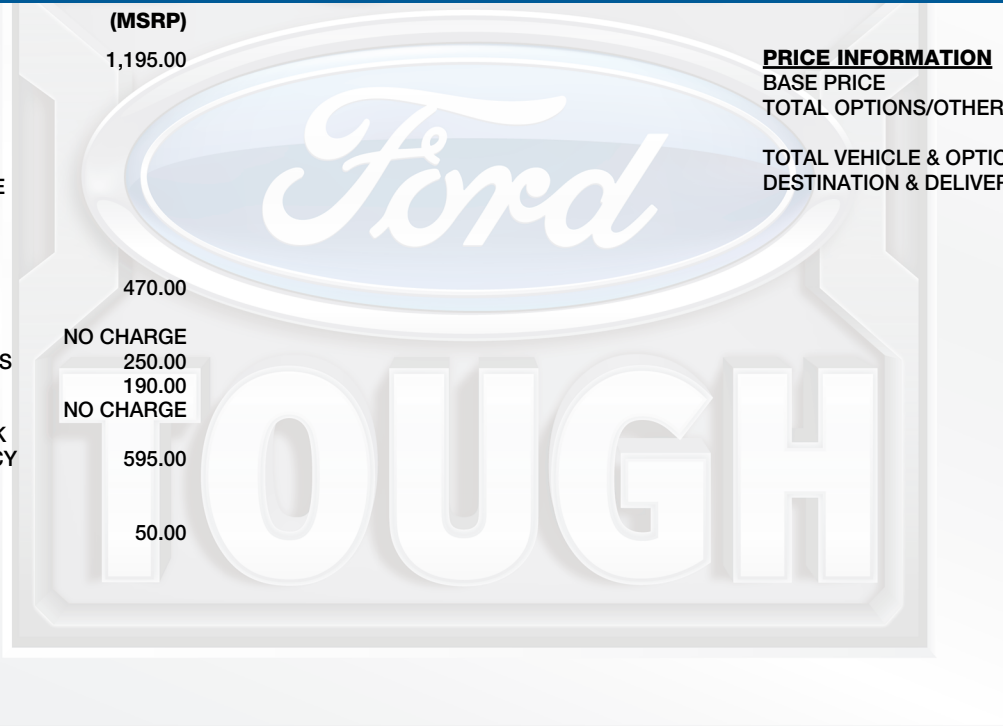 (MSRP)
1,195.00
E
470.00
NO CHARGE
S 250.00
190.00
NO CHARGE
K
CY 595.00
50.00
PRICE INFORMATION
BASE PRICE
TOTAL OPTIONS/OTHER
TOTAL VEHICLE & OPTIO
DESTINATION & DELIVER
Ford
TOUGH